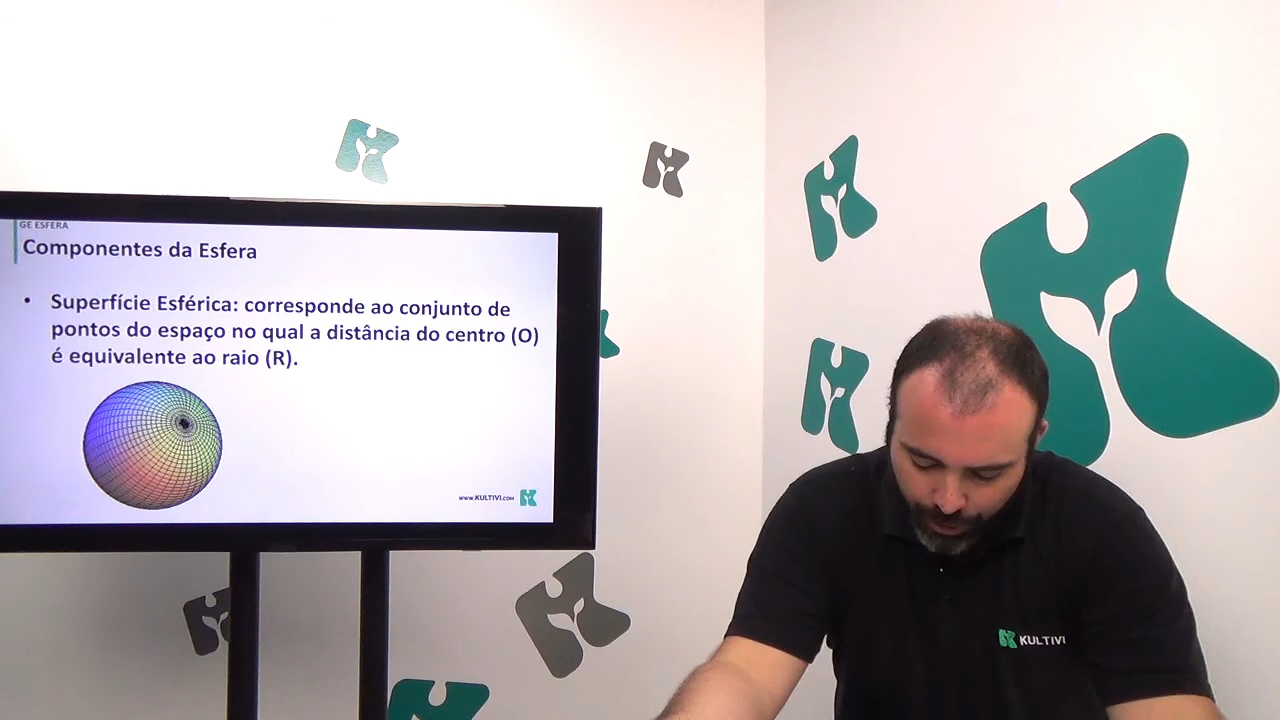 GE ESFERA
Componentes da Esfera
• Superfície Esférica: corresponde ao conjunto de
pontos do espaço no qual a distância do centro (O)
é equivalente ao raio (R).
www.KULTIVI.com
KULTIVI